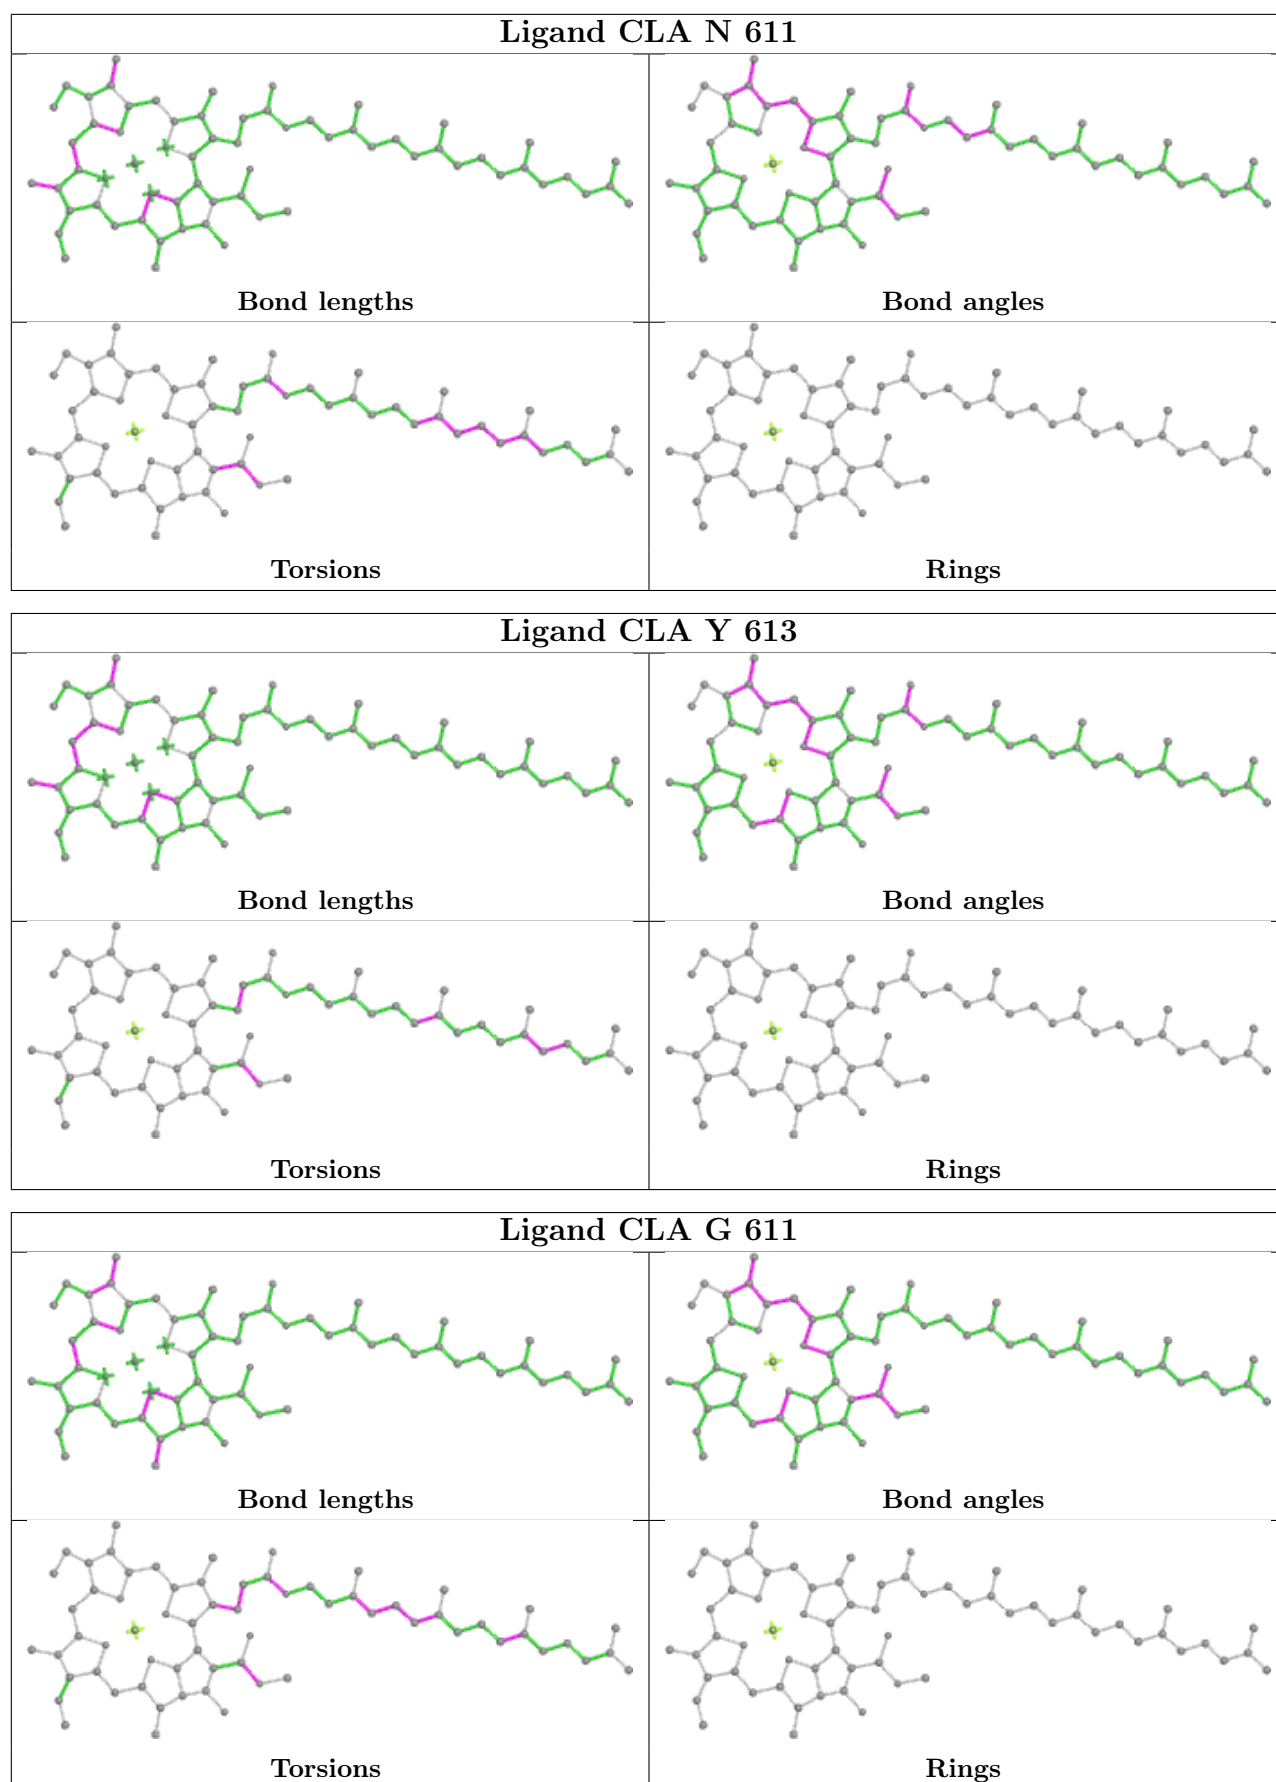 Ligand CLA N 611
Bond lengths
Bond angles
Torsions
Rings
Ligand CLA Y 613
Bond lengths
Bond angles
Torsions
Rings
Ligand CLA G 611
Bond lengths
Bond angles
Torsions
Rings